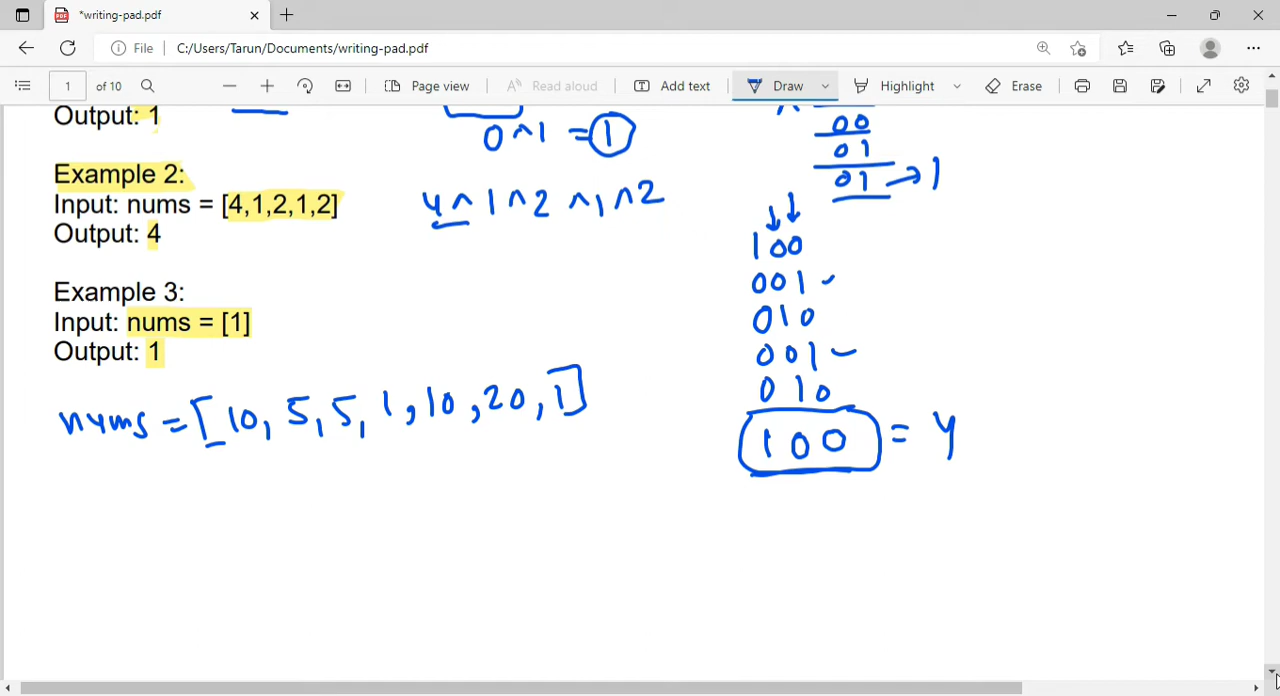 *writing-pad.pdf
File C:/Users/Tarun/Documents/writing-pad.pdf
1 of 10 Page view Read aloud Add text Draw Highlight Erase
Output: 1
0 ^ 1 = 1
00
01
01 → 1
Example 2:
Input: nums = [4,1,2,1,2]
4 ^ 1 ^ 2 ^ 1 ^ 2
Output: 4
100
001
010
001
010
100 = 4
Example 3:
Input: nums = [1]
Output: 1
nums = [10, 5, 5, 1, 10, 20, 1]